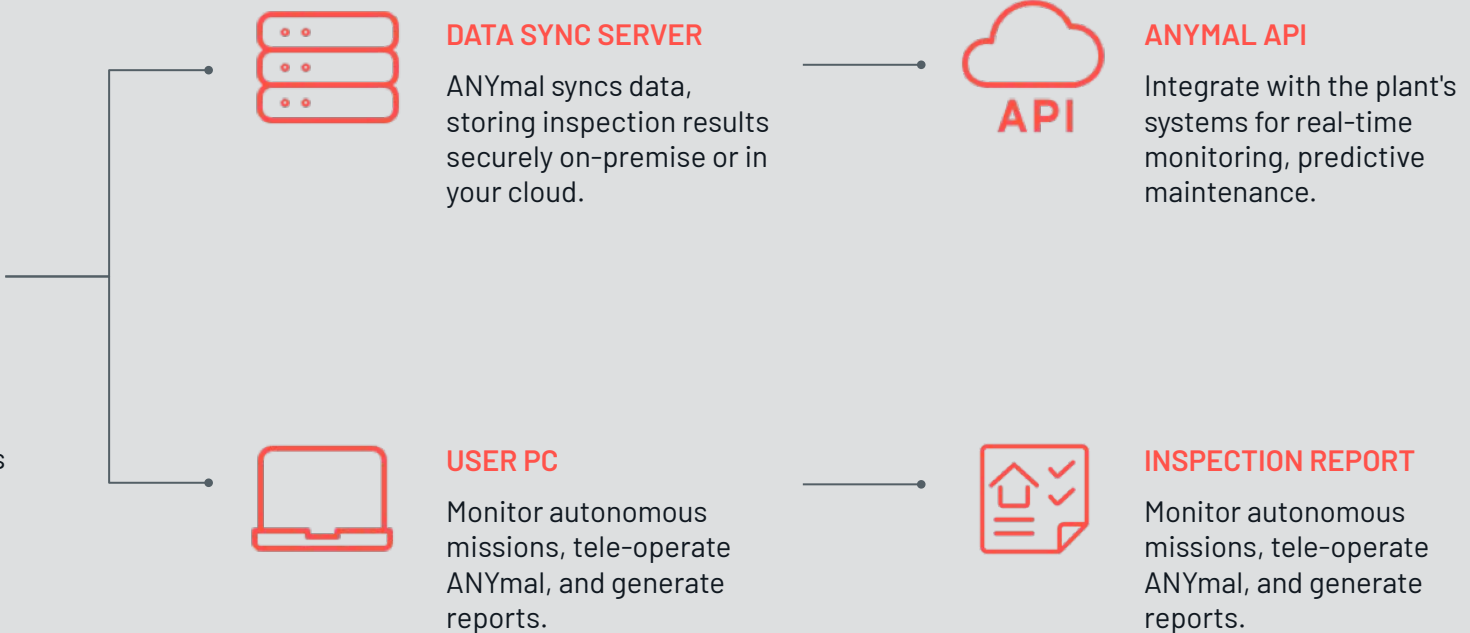 DATA SYNC SERVER
ANYmal syncs data,
storing inspection results
securely on-premise or in
your cloud.
API
ANYMAL API
Integrate with the plant's
systems for real-time
monitoring, predictive
maintenance.
s
USER PC
Monitor autonomous
missions, tele-operate
ANYmal, and generate
reports.
INSPECTION REPORT
Monitor autonomous
missions, tele-operate
ANYmal, and generate
reports.